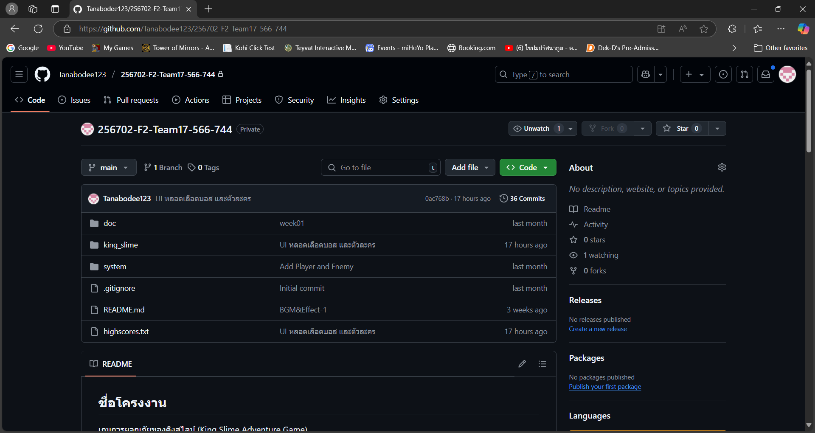 Tanabodee123/256702-F2-Team1
https://github.com/Tanabodee123/256702-F2-Team17-566-744
Google
YouTube
My Games
Tower of Mirrors - A...
Kohi Click Test
Teyvat Interactive M...
Events - miHoYo Pla...
Booking.com
Dek-D's Pre-Admiss...
Other favorites
Tanabodee123 / 256702-F2-Team17-566-744
Type / to search
Code
Issues
Pull requests
Actions
Projects
Security
Insights
Settings
256702-F2-Team17-566-744 Private
Unwatch 1
Fork 0
Star 0
main
1 Branch
0 Tags
Go to file t
Add file
Code
Tanabodee123 UI หลอดเลือดบอส และตัวละคร
0ac768b · 17 hours ago
36 Commits
doc week01 last month
king_slime UI หลอดเลือดบอส และตัวละคร 17 hours ago
system Add Player and Enemy last month
.gitignore Initial commit last month
README.md BGM&Effect_1 3 weeks ago
highscores.txt UI หลอดเลือดบอส และตัวละคร 17 hours ago
README
ชื่อโครงงาน
เกมการผจญภัยของคิงสไลม์ (King Slime Adventure Game)
About
No description, website, or topics provided.
Readme
Activity
0 stars
1 watching
0 forks
Releases
No releases published
Create a new release
Packages
No packages published
Publish your first package
Languages